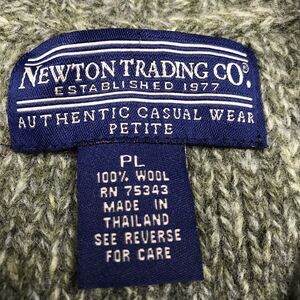 NEWTON TRADING CO.®
ESTABLISHED 1977
AUTHENTIC CASUAL WEAR
PETITE
PL
100% WOOL
RN 75343
MADE IN
THAILAND
SEE REVERSE
FOR CARE